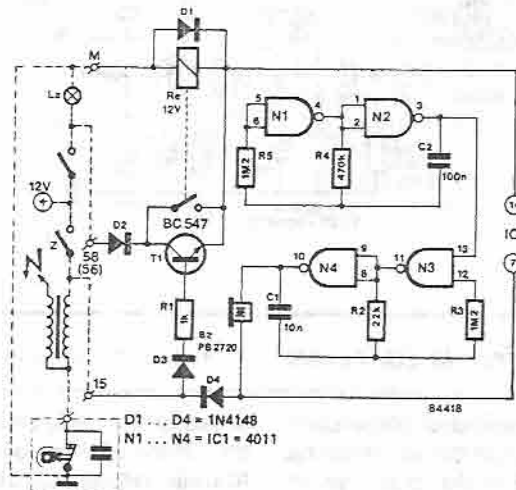 D1
M
La
Re
12V
5
6
N1
4
1
2
N2
3
R5
1M2
R4
470k
C2
100n
12V
Z
D2
BC 547
T1
58
(56)
14
IC1
7
10
N4
9
8
11
N3
13
12
R1
1k
Bz
PB 2720
C1
10n
R2
22k
R3
1M2
D3
D4
84418
15
D1 ... D4 = 1N4148
N1 ... N4 = IC1 = 4011